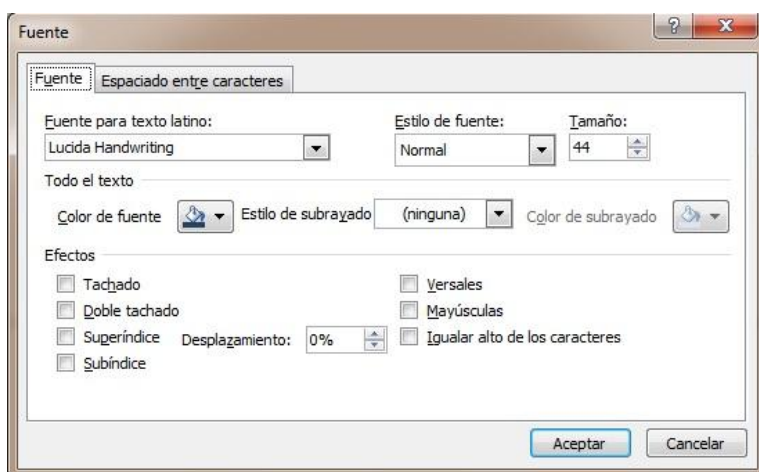 Fuente
Fuente Espaciado entre caracteres
Fuente para texto latino: Estilo de fuente: Tamaño:
Lucida Handwriting Normal 44
Todo el texto
Color de fuente Estilo de subrayado (ninguna) Color de subrayado
Efectos
Tachado Versales
Doble tachado Mayúsculas
Superíndice Desplazamiento: 0% Igualar alto de los caracteres
Subíndice
Aceptar Cancelar